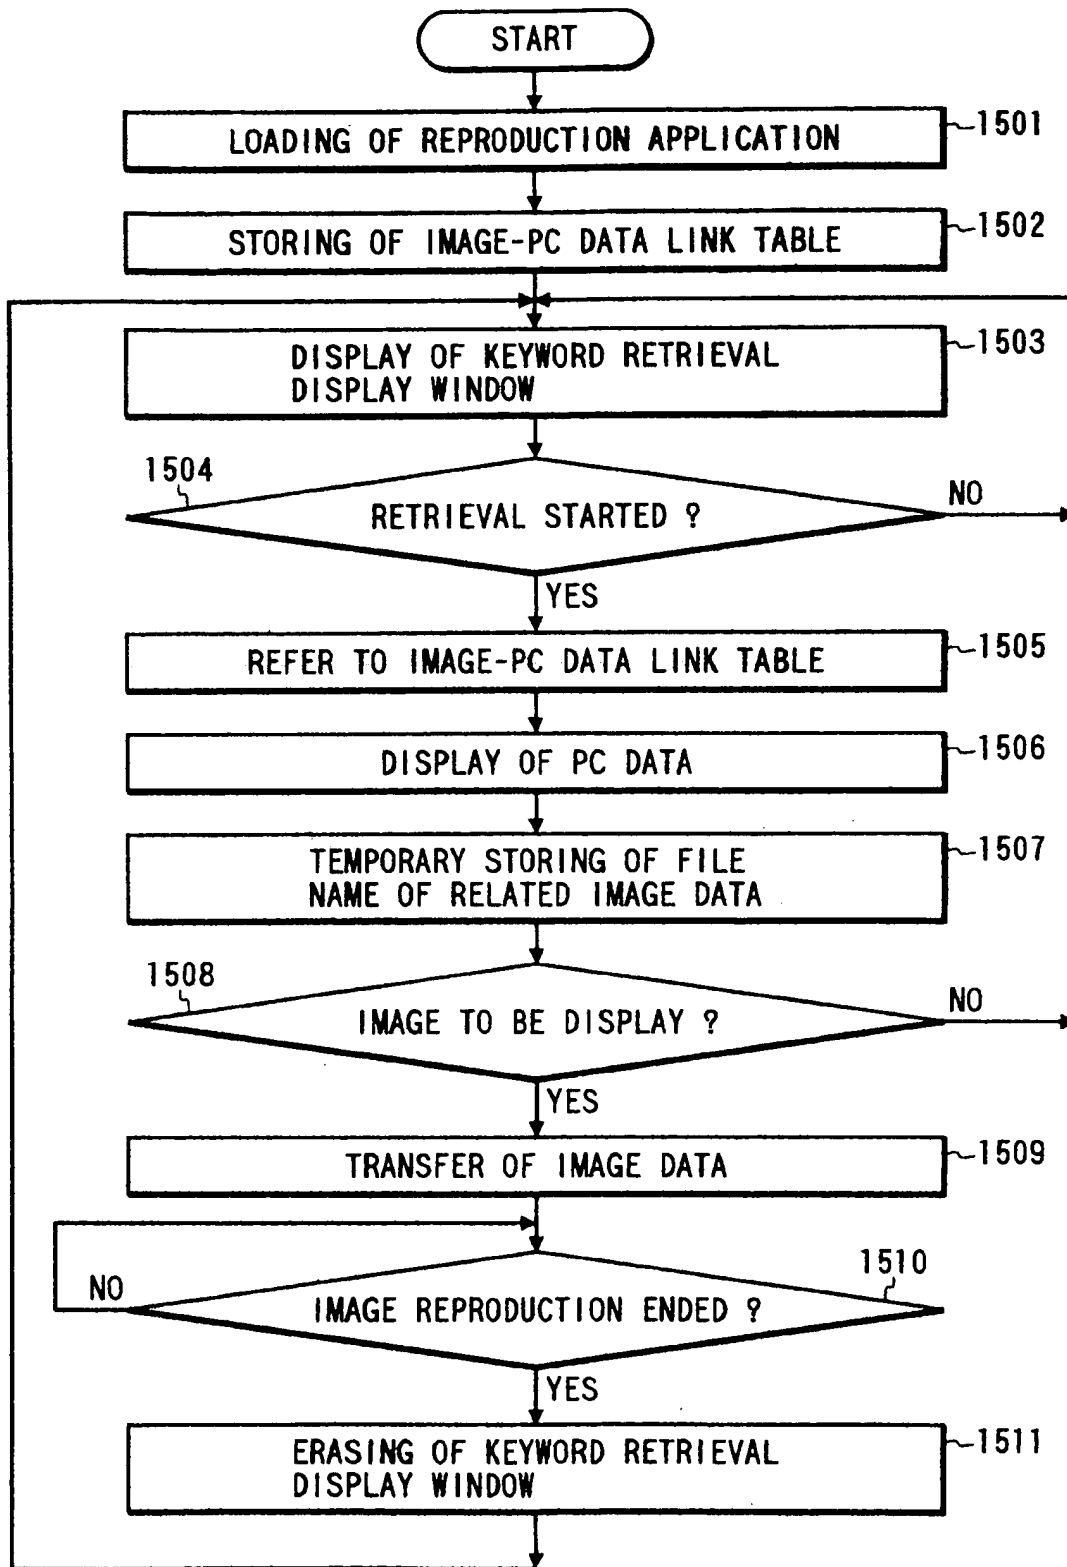 START
LOADING OF REPRODUCTION APPLICATION
1501
STORING OF IMAGE-PC DATA LINK TABLE
1502
DISPLAY OF KEYWORD RETRIEVAL
DISPLAY WINDOW
1503
1504
RETRIEVAL STARTED ?
NO
YES
REFER TO IMAGE-PC DATA LINK TABLE
1505
DISPLAY OF PC DATA
1506
TEMPORARY STORING OF FILE
NAME OF RELATED IMAGE DATA
1507
1508
IMAGE TO BE DISPLAY ?
NO
YES
TRANSFER OF IMAGE DATA
1509
NO
IMAGE REPRODUCTION ENDED ?
1510
YES
ERASING OF KEYWORD RETRIEVAL
DISPLAY WINDOW
1511